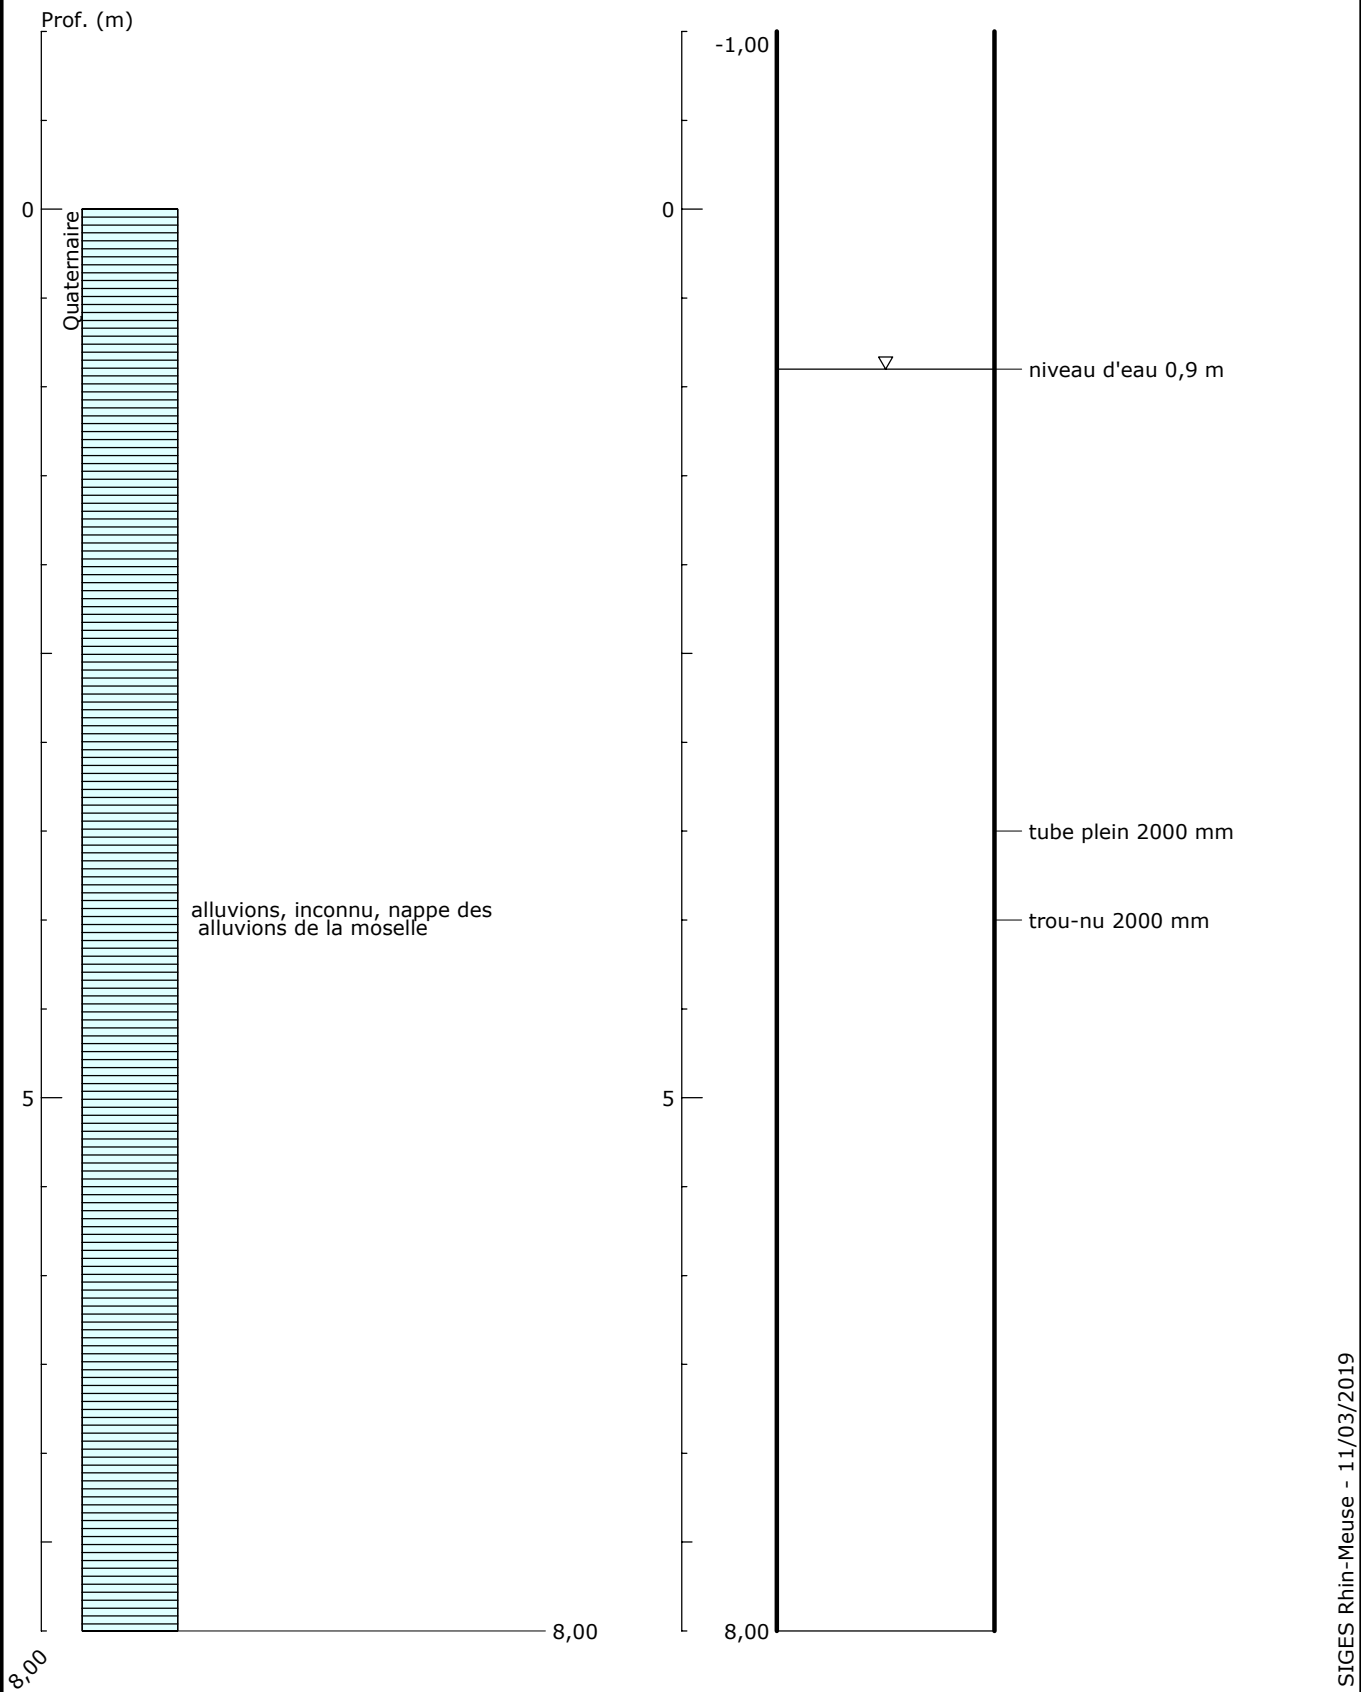 Prof. (m)
-1,00
0
Quaternaire
0
niveau d'eau 0,9 m
tube plein 2000 mm
alluvions, inconnu, nappe des
alluvions de la moselle
trou-nu 2000 mm
5
5
8,00
8,00
8,00
SIGES Rhin-Meuse - 11/03/2019